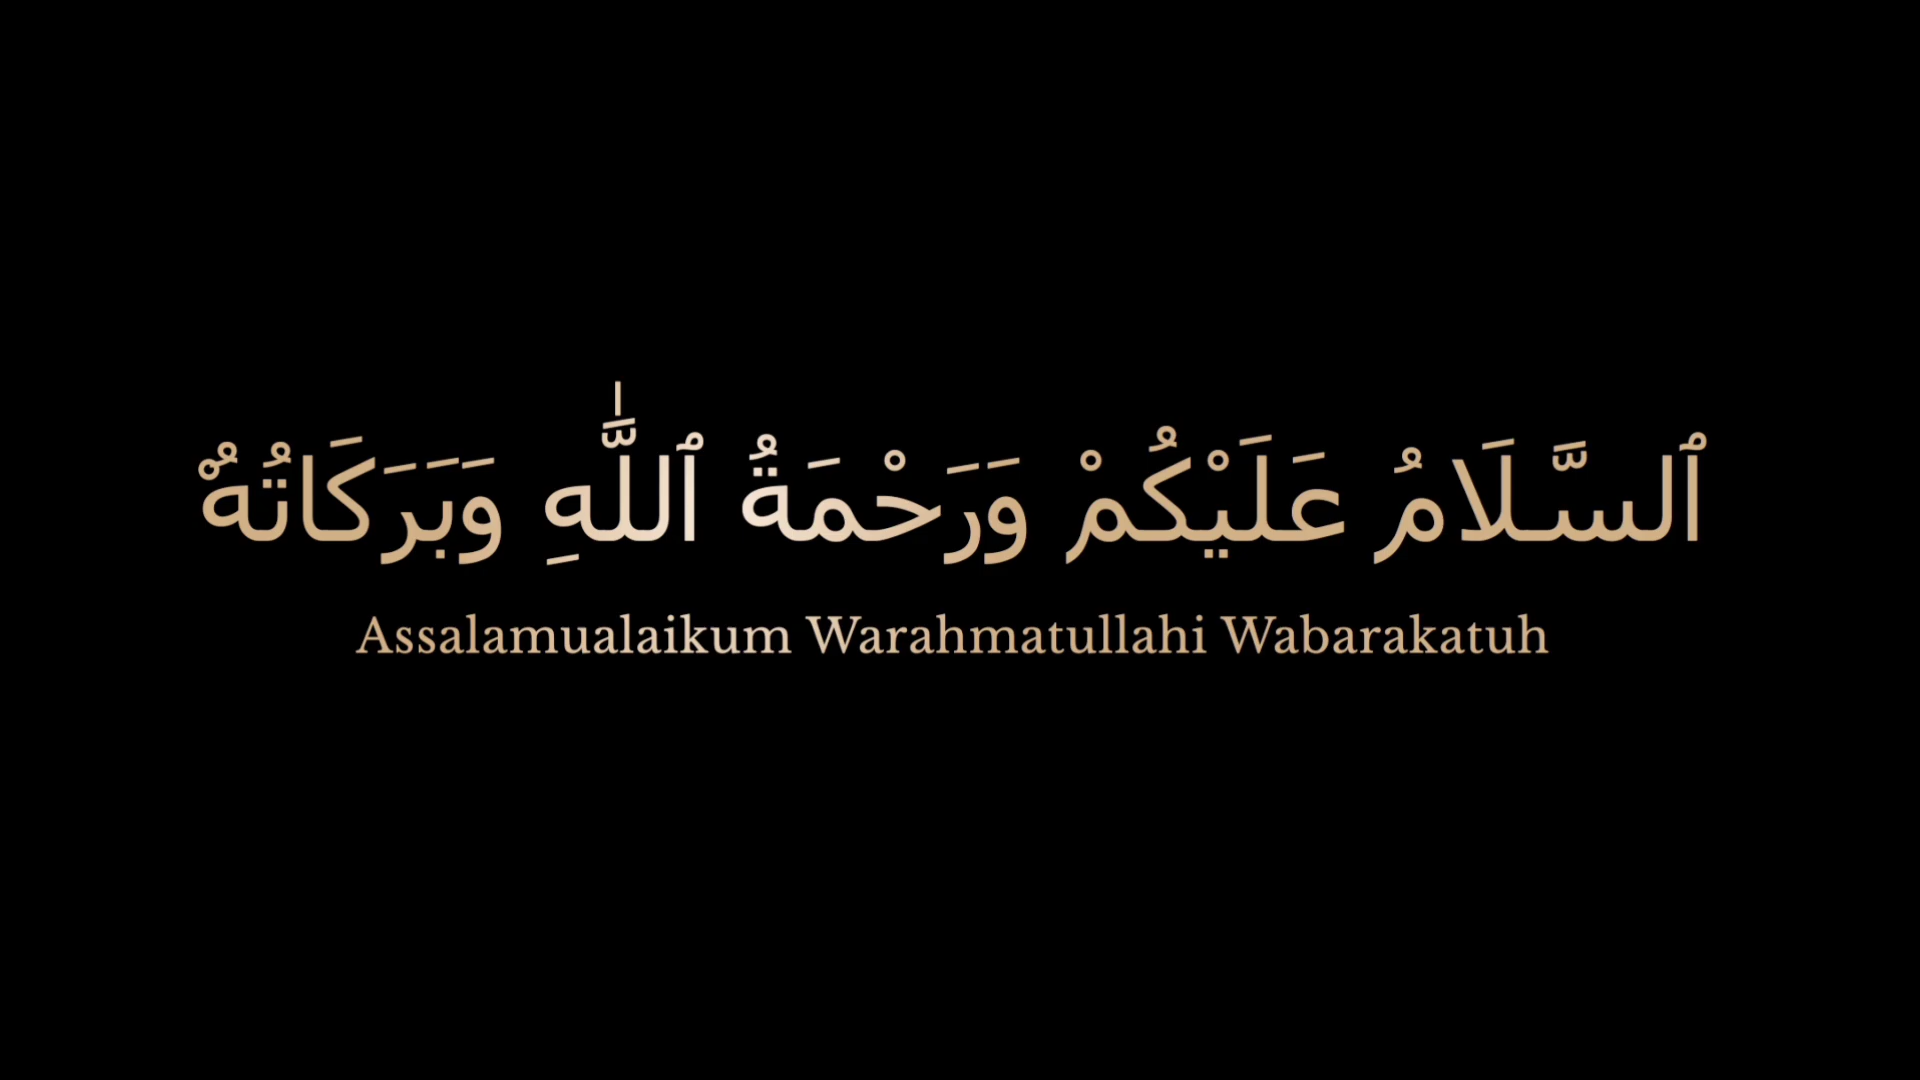 ٱلسَّلَامُ عَلَيْكُمْ وَرَحْمَةُ ٱللَّٰهِ وَبَرَكَاتُهُ
Assalamualaikum Warahmatullahi Wabarakatuh